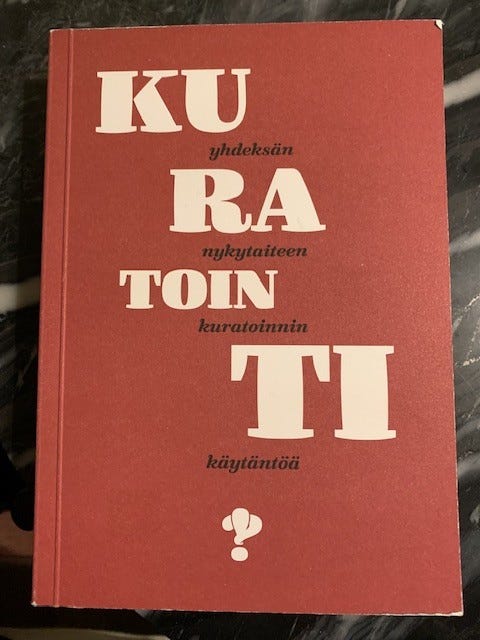 KU
yhdeksän
RA
nykytaiteen
TOIN
kuratoinnin
TI
käytäntöä